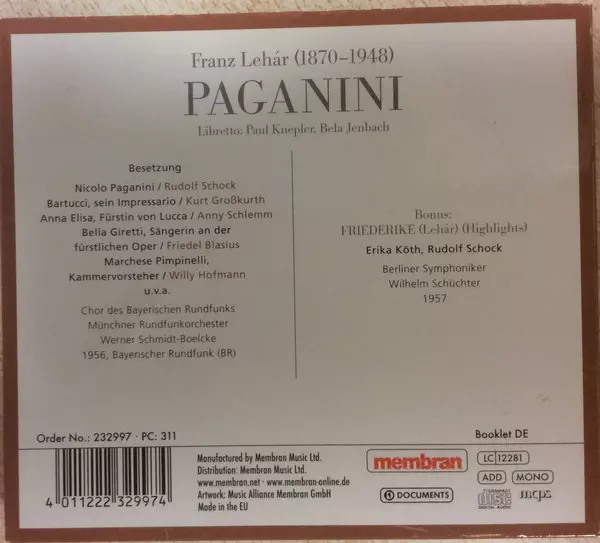 Franz Lehár (1870–1948)
PAGANINI
Libretto: Paul Knepler, Bela Jenbach
Besetzung
Nicolo Paganini / Rudolf Schock
Bartucci, sein Impressario / Kurt Großkurth
Anna Elisa, Fürstin von Lucca / Anny Schlemm
Bella Giretti, Sängerin an der
fürstlichen Oper / Friedel Blasius
Marchese Pimpinelli,
Kammervorsteher / Willy Hofmann
u.v.a.
Chor des Bayerischen Rundfunks
Münchner Rundfunkorchester
Werner Schmidt-Boelcke
1956, Bayerischer Rundfunk (BR)
Bonus:
FRIEDERIKE (Lehár) (Highlights)
Erika Köth, Rudolf Schock
Berliner Symphoniker
Wilhelm Schüchter
1957
Order No.: 232997 · PC: 311
Booklet DE
4 011222 329974
Manufactured by Membran Music Ltd.
Distribution: Membran Music Ltd.
www.membran.net · www.membran-online.de
Artwork: Music Alliance Membran GmbH
Made in the EU
membran
DOCUMENTS
LC 12281
ADD MONO
COMPACT
disc
DIGITAL AUDIO
mcps